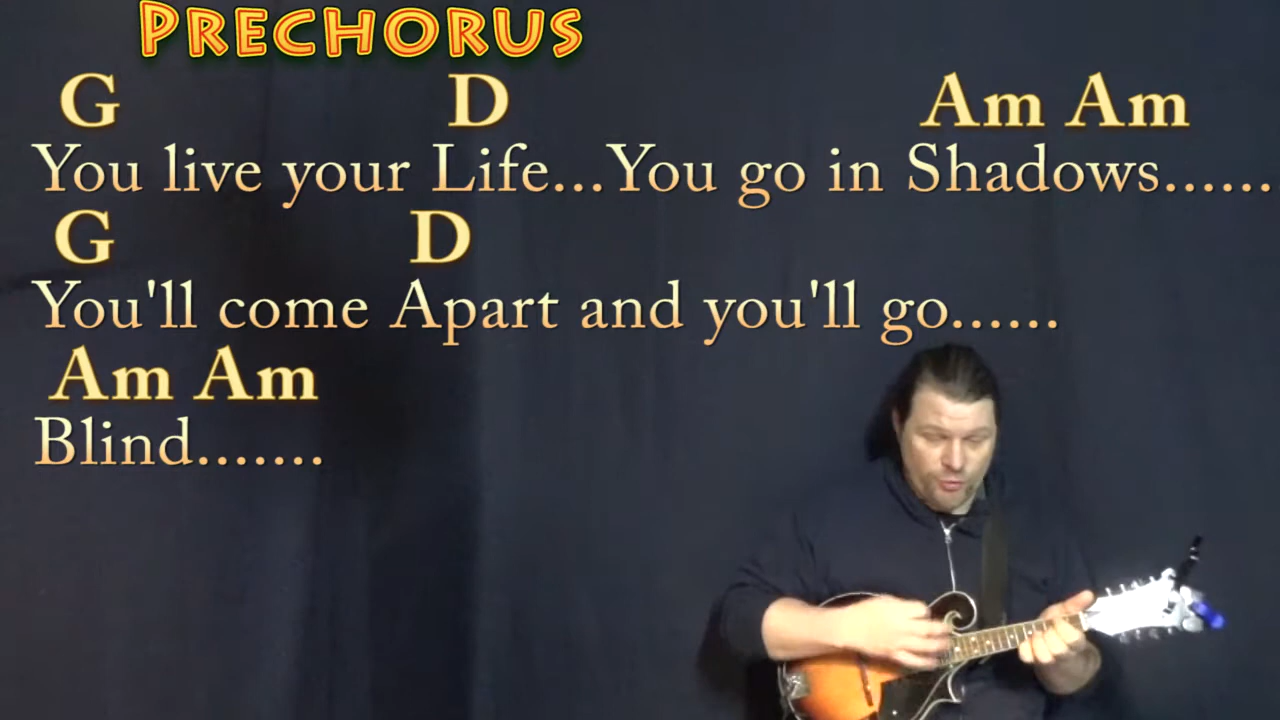 PRECHORUS
G D Am Am
You live your Life...You go in Shadows......
G D
You'll come Apart and you'll go......
Am Am
Blind.......